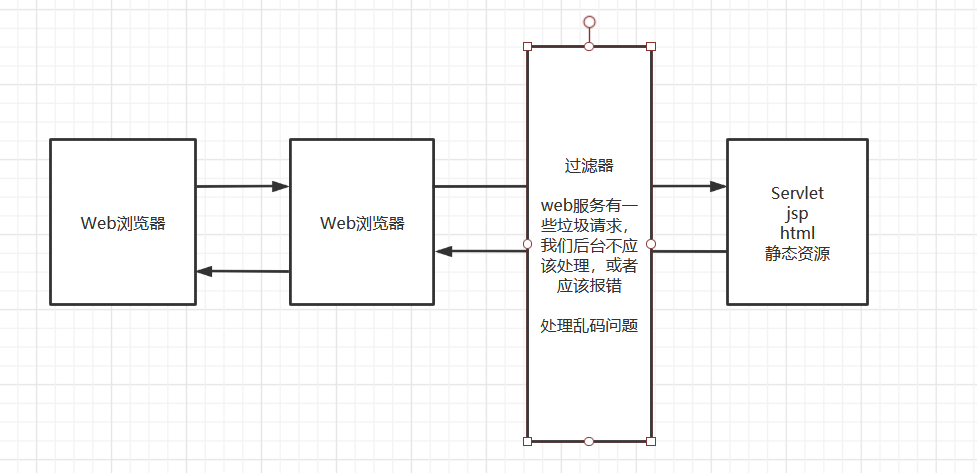 Web浏览器
Web浏览器
过滤器
web服务有一
些垃圾请求，
我们后台不应
该处理，或者
应该报错
处理乱码问题
Servlet
jsp
html
静态资源